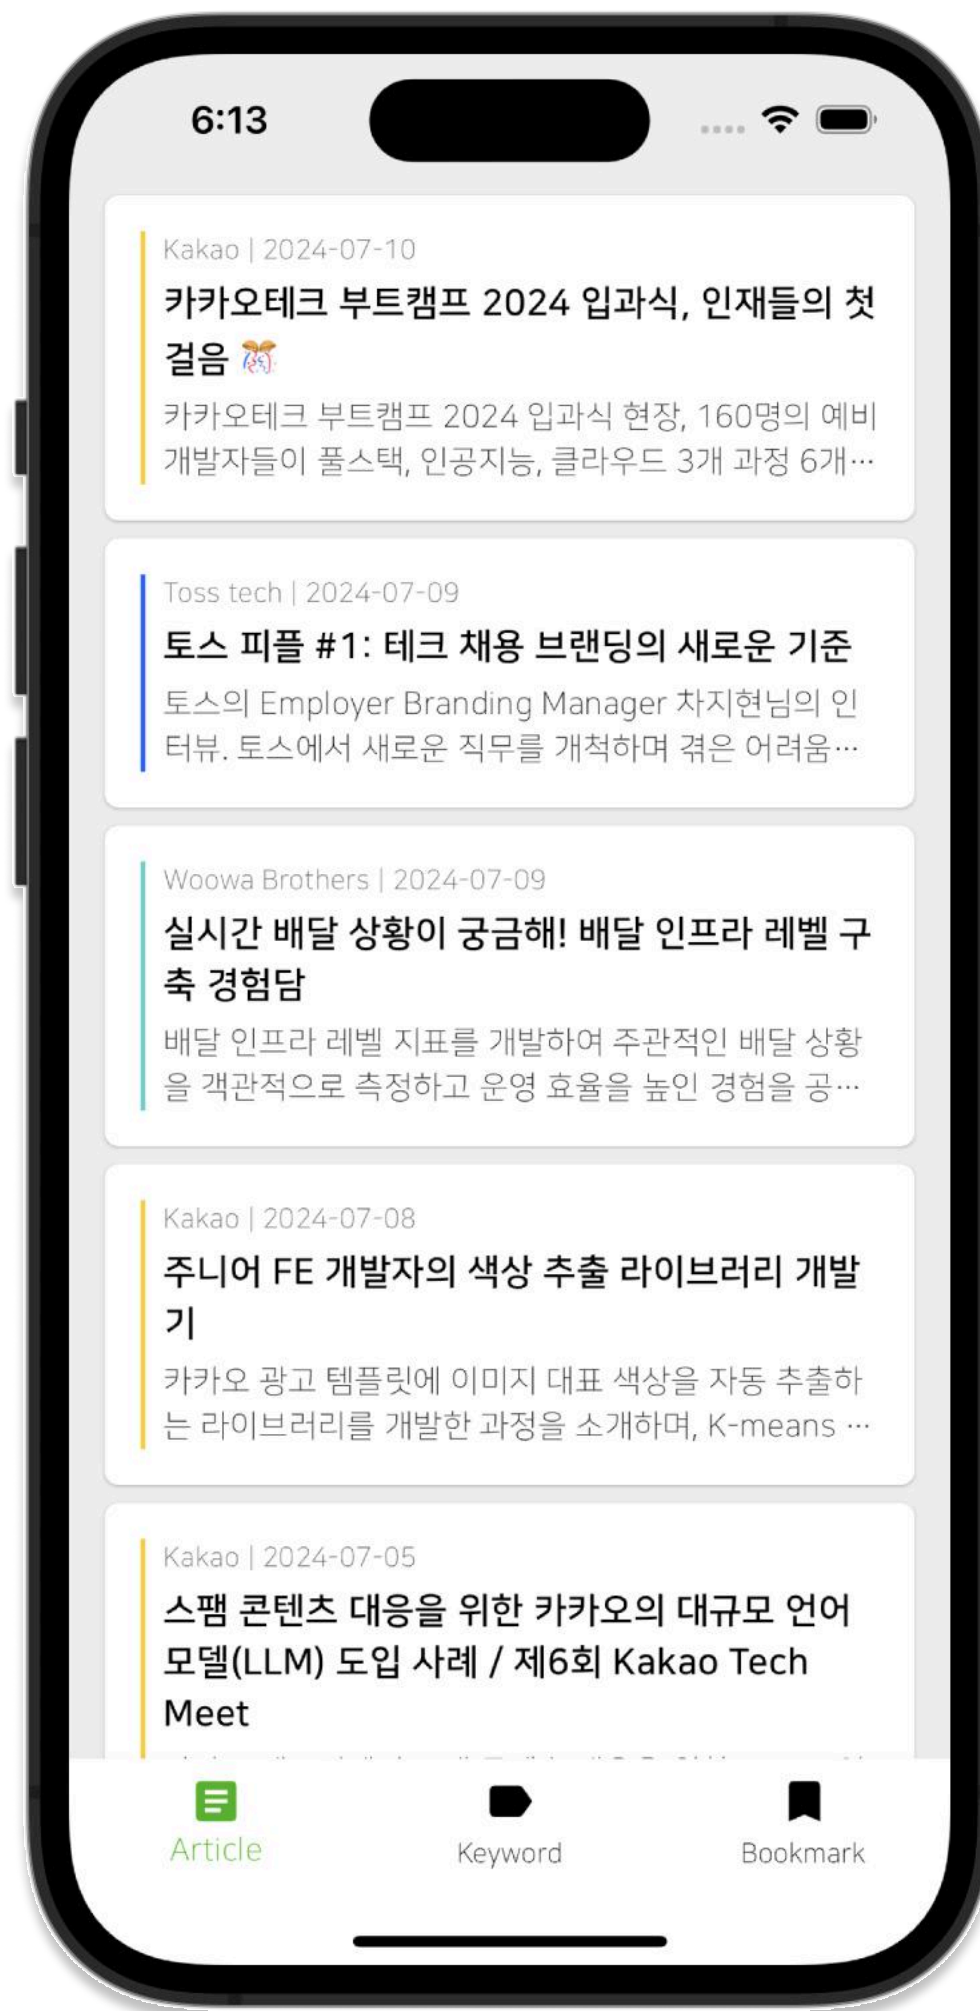 6:13
Kakao | 2024-07-10
카카오테크 부트캠프 2024 입과식, 인재들의 첫
걸음 🎊
카카오테크 부트캠프 2024 입과식 현장, 160명의 예비
개발자들이 풀스택, 인공지능, 클라우드 3개 과정 6개…
Toss tech | 2024-07-09
토스 피플 #1: 테크 채용 브랜딩의 새로운 기준
토스의 Employer Branding Manager 차지현님의 인
터뷰. 토스에서 새로운 직무를 개척하며 겪은 어려움…
Woowa Brothers | 2024-07-09
실시간 배달 상황이 궁금해! 배달 인프라 레벨 구
축 경험담
배달 인프라 레벨 지표를 개발하여 주관적인 배달 상황
을 객관적으로 측정하고 운영 효율을 높인 경험을 공…
Kakao | 2024-07-08
주니어 FE 개발자의 색상 추출 라이브러리 개발
기
카카오 광고 템플릿에 이미지 대표 색상을 자동 추출하
는 라이브러리를 개발한 과정을 소개하며, K-means …
Kakao | 2024-07-05
스팸 콘텐츠 대응을 위한 카카오의 대규모 언어
모델(LLM) 도입 사례 / 제6회 Kakao Tech
Meet
Article
Keyword
Bookmark